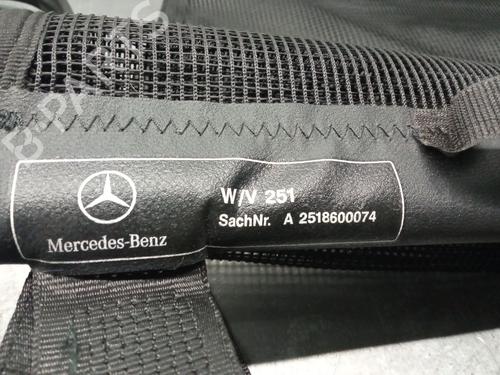 W/V 251
SachNr. A 2518600074
Mercedes-Benz